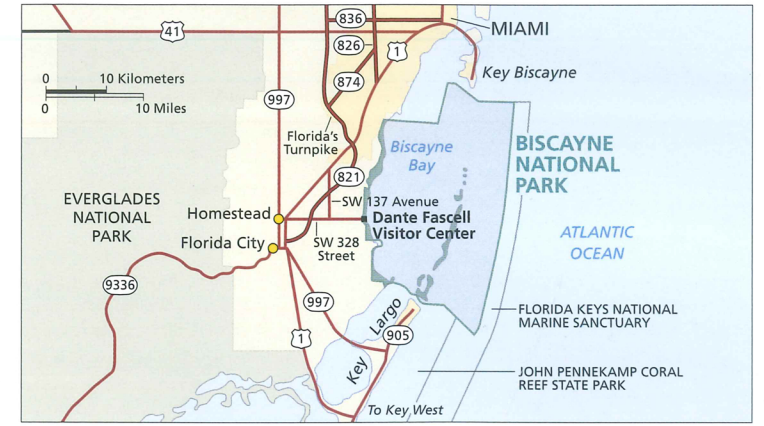 836
41
MIAMI
826
1
Key Biscayne
0 10 Kilometers
874
997
0 10 Miles
Florida's
Turnpike
Biscayne
Bay
BISCAYNE
NATIONAL
PARK
821
EVERGLADES
NATIONAL
PARK
SW 137 Avenue
Homestead
Dante Fascell
Visitor Center
ATLANTIC
OCEAN
Florida City
SW 328
Street
9336
997
Key Largo
FLORIDA KEYS NATIONAL
MARINE SANCTUARY
1
905
JOHN PENNEKAMP CORAL
REEF STATE PARK
To Key West